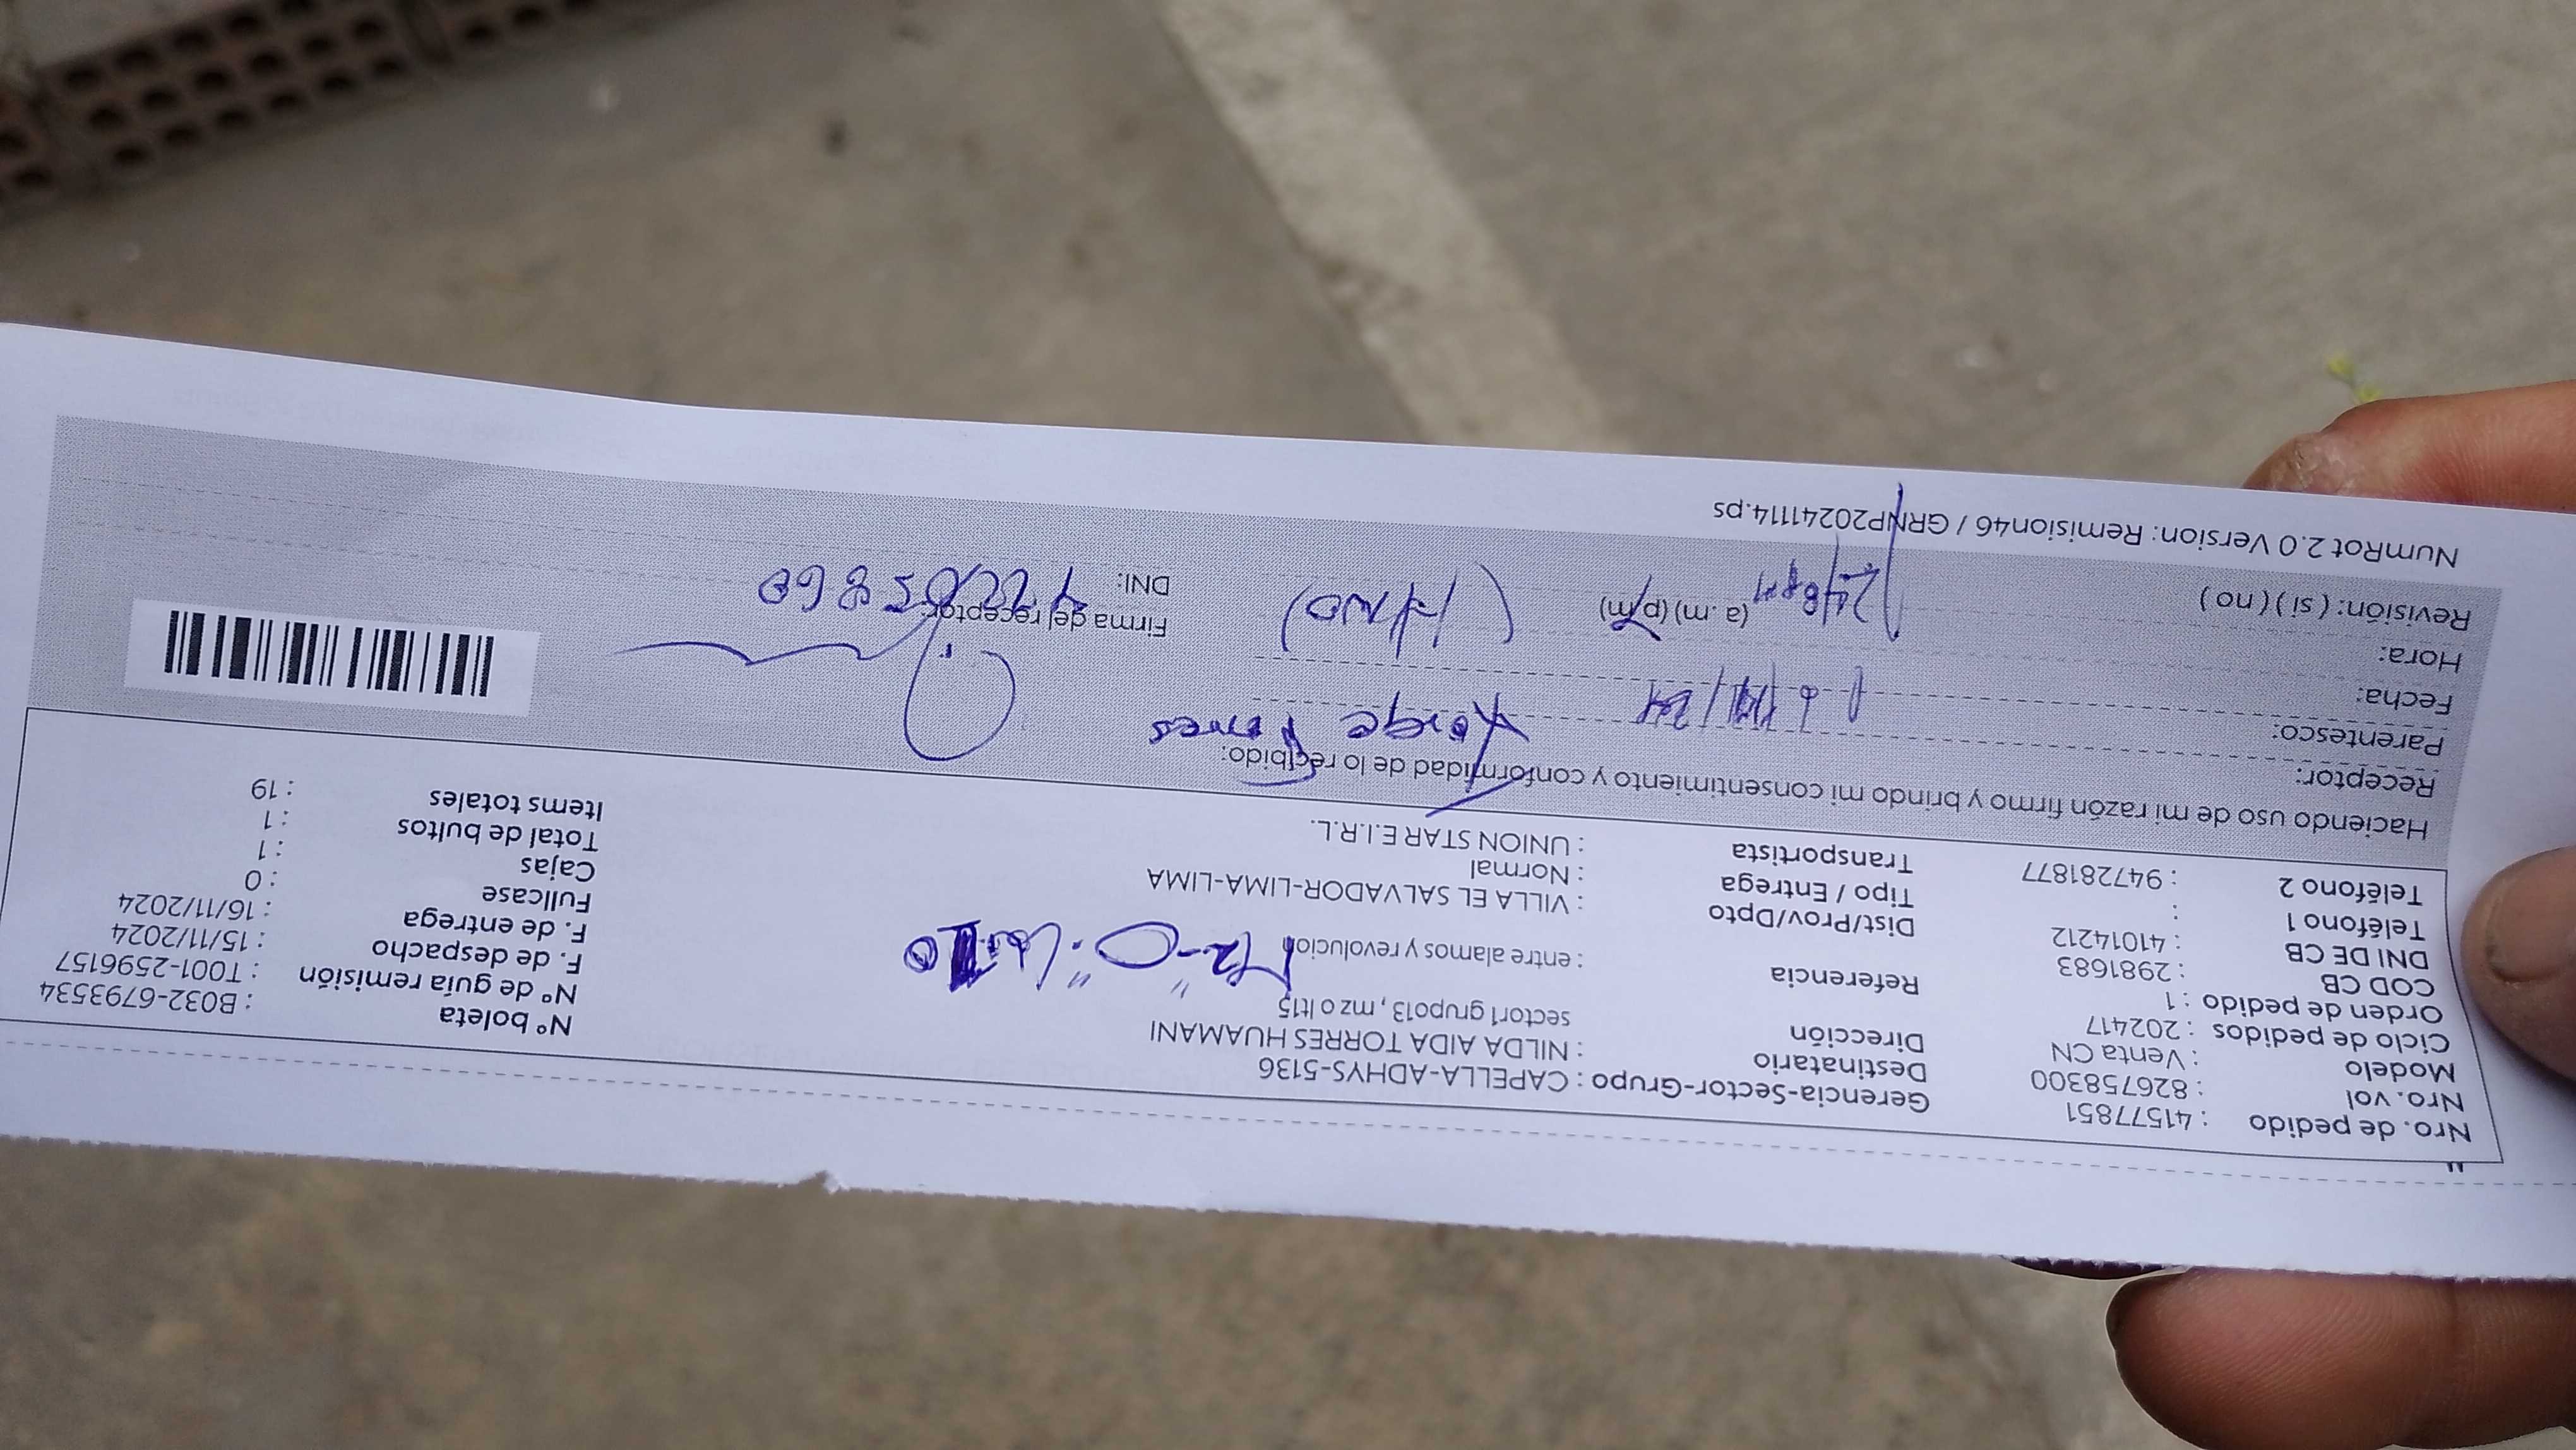 Nro. de pedido : 41577851
Nro. vol : 826758300
Modelo : Venta CN
Ciclo de pedidos : 202417
Orden de pedido : 1
COD CB : 2981683
DNI DE CB : 41014212
Teléfono 1 :
Teléfono 2 : 947281877
Gerencia-Sector-Grupo : CAPELLA-ADHYS-5136
Destinatario : NILDA AIDA TORRES HUAMANI
Dirección
sector1 grupo13, mz o lt15
Referencia : entre alamos y revolucion
Mz-"O".
Dist/Prov/Dpto : VILLA EL SALVADOR-LIMA-LIMA
Tipo / Entrega : Normal
Transportista : UNION STAR E.I.R.L.
N° boleta : B032-6793534
N° de guía remisión : T001-2596157
F. de despacho : 15/11/2024
F. de entrega : 16/11/2024
Fullcase : 0
Cajas : 1
Total de bultos : 1
Items totales : 19
Haciendo uso de mi razón firmo y brindo mi consentimiento y conformidad de lo recibido:
Receptor: Jorge Torres
Parentesco:
Fecha:
Hora: (a. m) (p/m)
Revisión: ( si ) ( no )
Firma del receptor:
DNI:
NumRot 2.0 Version: Remision46 / GRNP20241114.ps